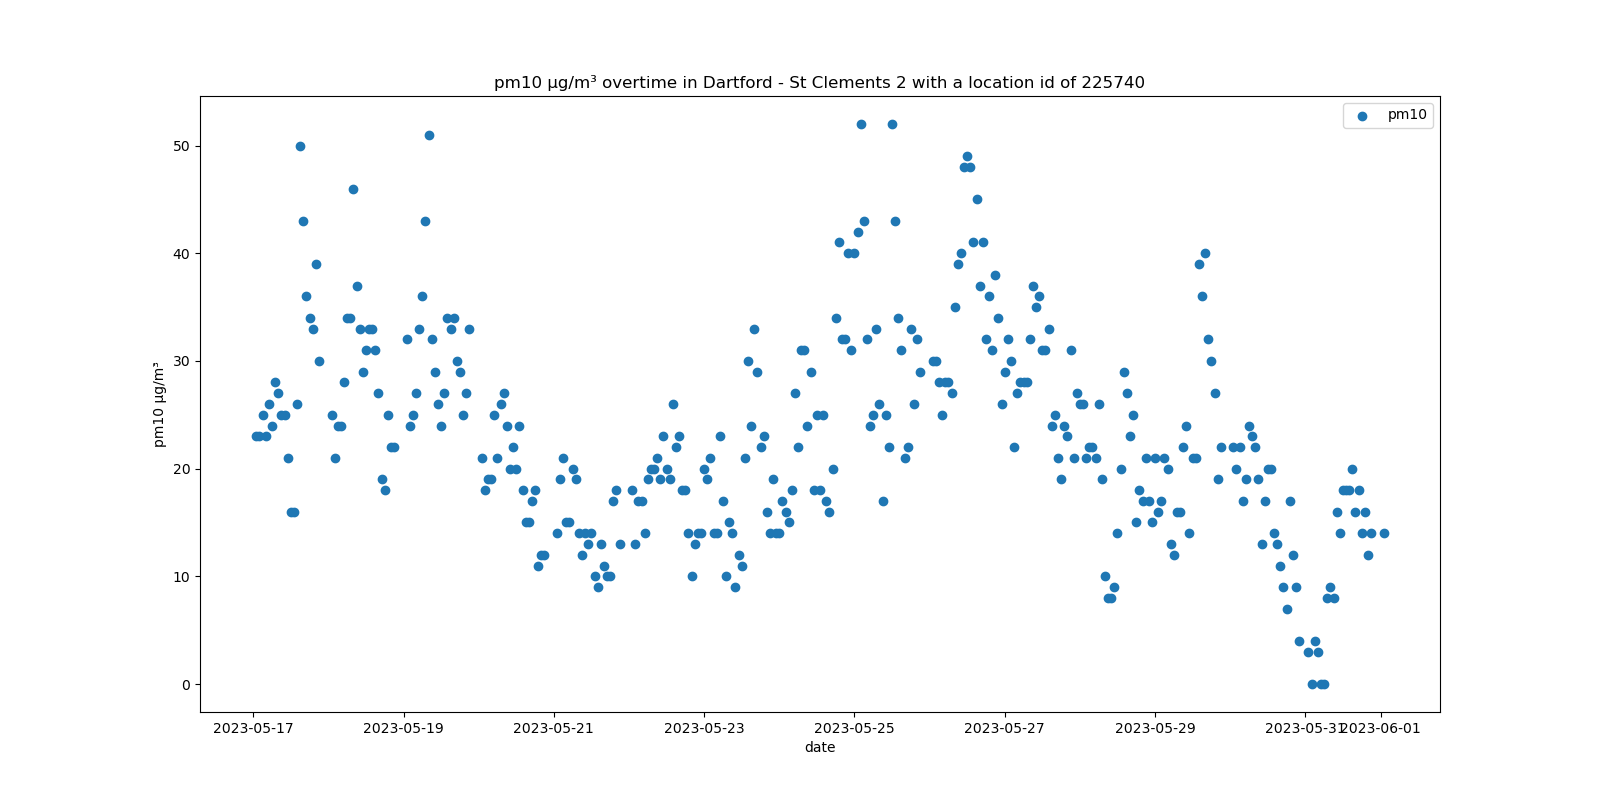 pm10 µg/m³ overtime in Dartford - St Clements 2 with a location id of 225740
pm10
50
40
30
20
10
0
pm10 µg/m³
2023-05-17 2023-05-19 2023-05-21 2023-05-23 2023-05-25 2023-05-27 2023-05-29 2023-05-31 2023-06-01
date